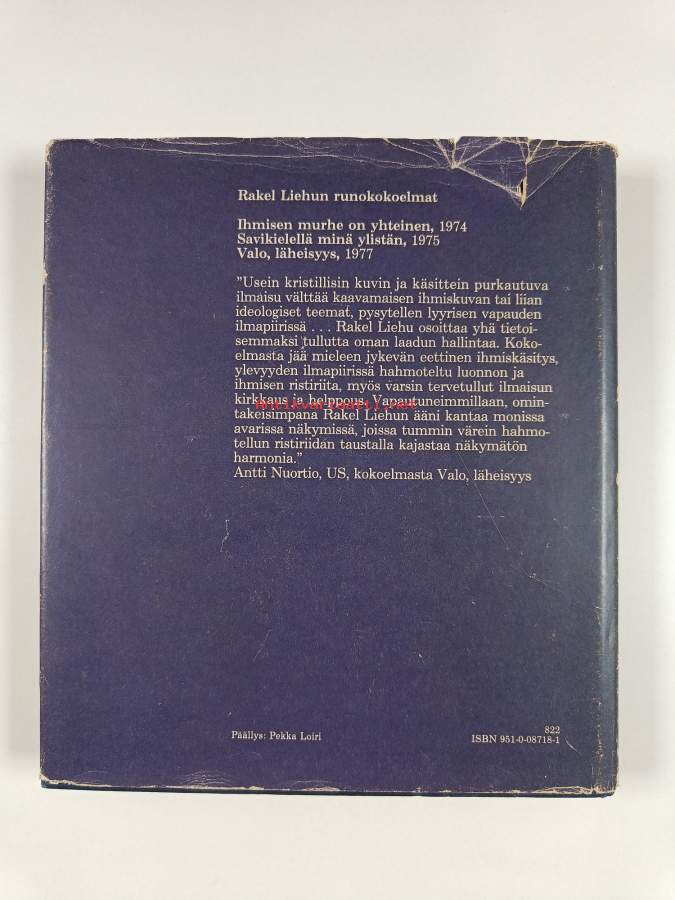 Rakel Liehun runokokoelmat
Ihmisen murhe on yhteinen, 1974
Savikielellä minä ylistän, 1975
Valo, läheisyys, 1977
"Usein kristillisin kuvin ja käsittein purkautuva
ilmaisu välttää kaavamaisen ihmiskuvan tai liian
ideologiset teemat, pysytellen lyyrisen vapauden
ilmapiirissä . . . Rakel Liehu osoittaa yhä tietoi-
semmaksi tullutta oman laadun hallintaa. Koko-
elmasta jää mieleen jykevän eettinen ihmiskäsitys,
ylevyyden ilmapiirissä hahmoteltu luonnon ja
ihmisen ristiriita, myös varsin tervetullut ilmaisun
kirkkaus ja helppous. Vapautuneimmillaan, omin-
Antikvariaatti.net
takeisimpana Rakel Liehun ääni kantaa monissa
avarissa näkymissä, joissa tummin värein hahmo-
tellun ristiriidan taustalla kajastaa näkymätön
harmonia."
Antti Nuortio, US, kokoelmasta Valo, läheisyys
Päällys: Pekka Loiri
822
ISBN 951-0-08718-1